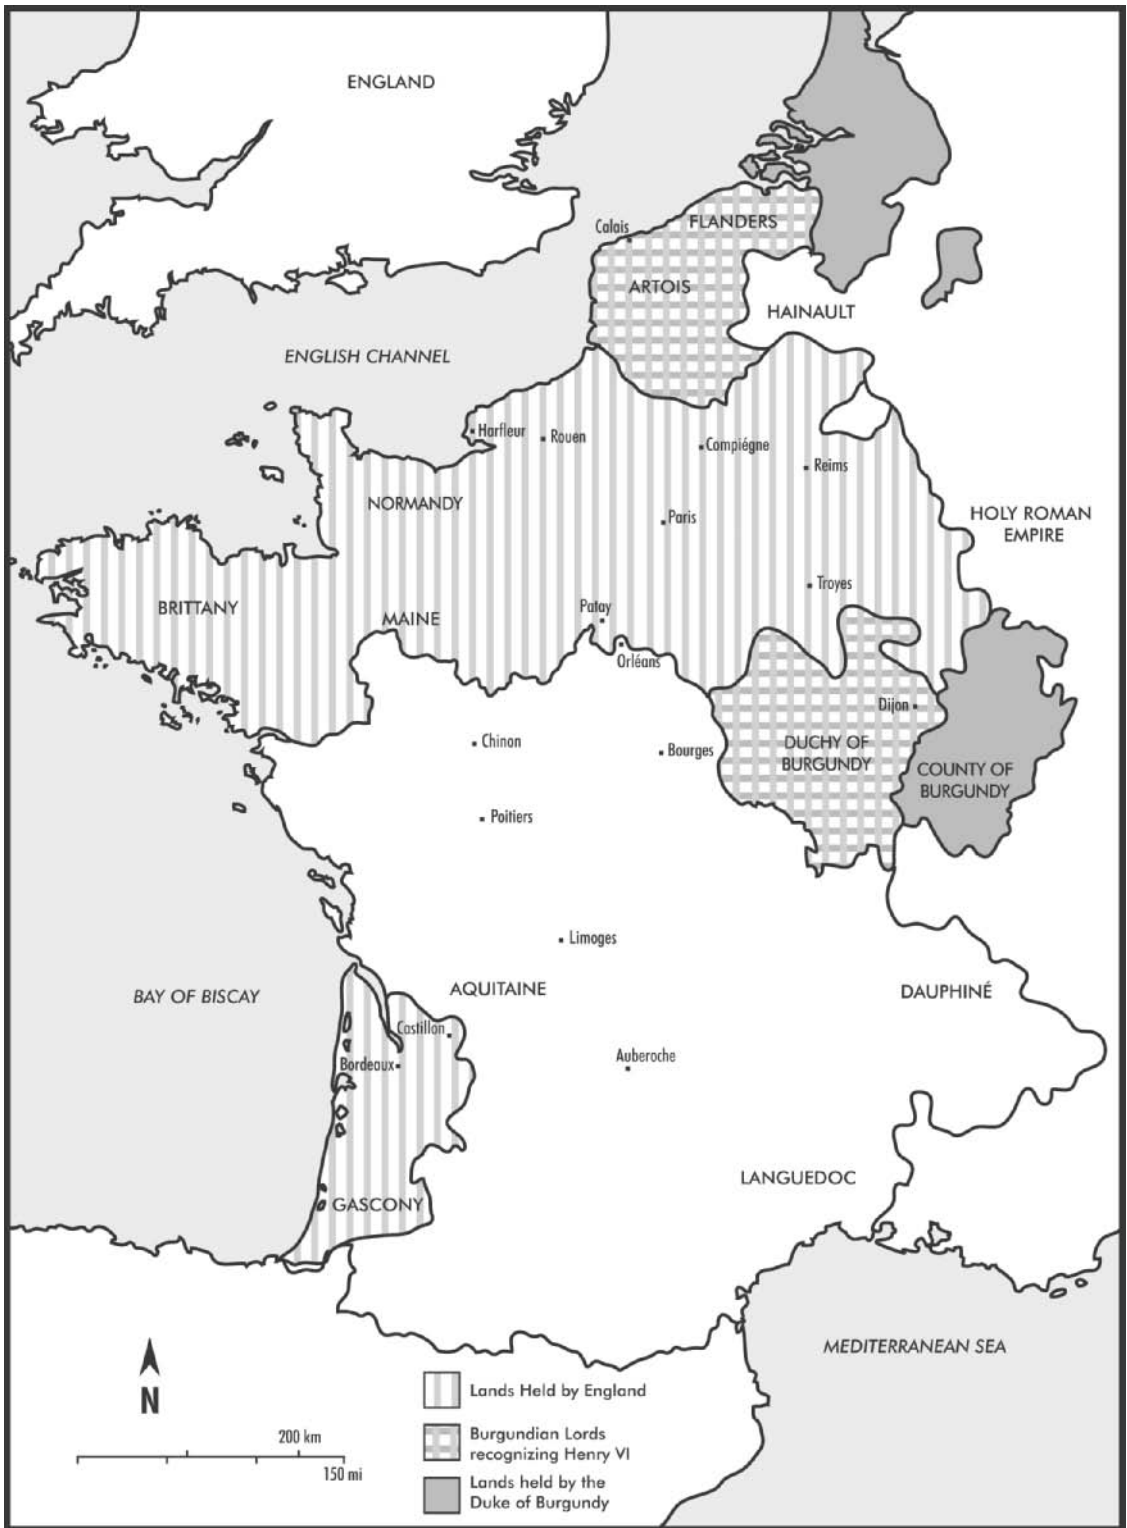 ENGLAND
Calais
FLANDERS
ARTOIS
HAINAULT
ENGLISH CHANNEL
Harfleur
Rouen
Compiégne
Reims
NORMANDY
Paris
HOLY ROMAN
EMPIRE
Troyes
BRITTANY
MAINE
Patay
Orléans
Dijon
Chinon
Bourges
DUCHY OF
BURGUNDY
COUNTY OF
BURGUNDY
Poitiers
Limoges
BAY OF BISCAY
AQUITAINE
DAUPHINÉ
Castillon
Bordeaux
Auberoche
LANGUEDOC
GASCONY
MEDITERRANEAN SEA
N
200 km
150 mi
Lands Held by England
Burgundian Lords
recognizing Henry VI
Lands held by the
Duke of Burgundy